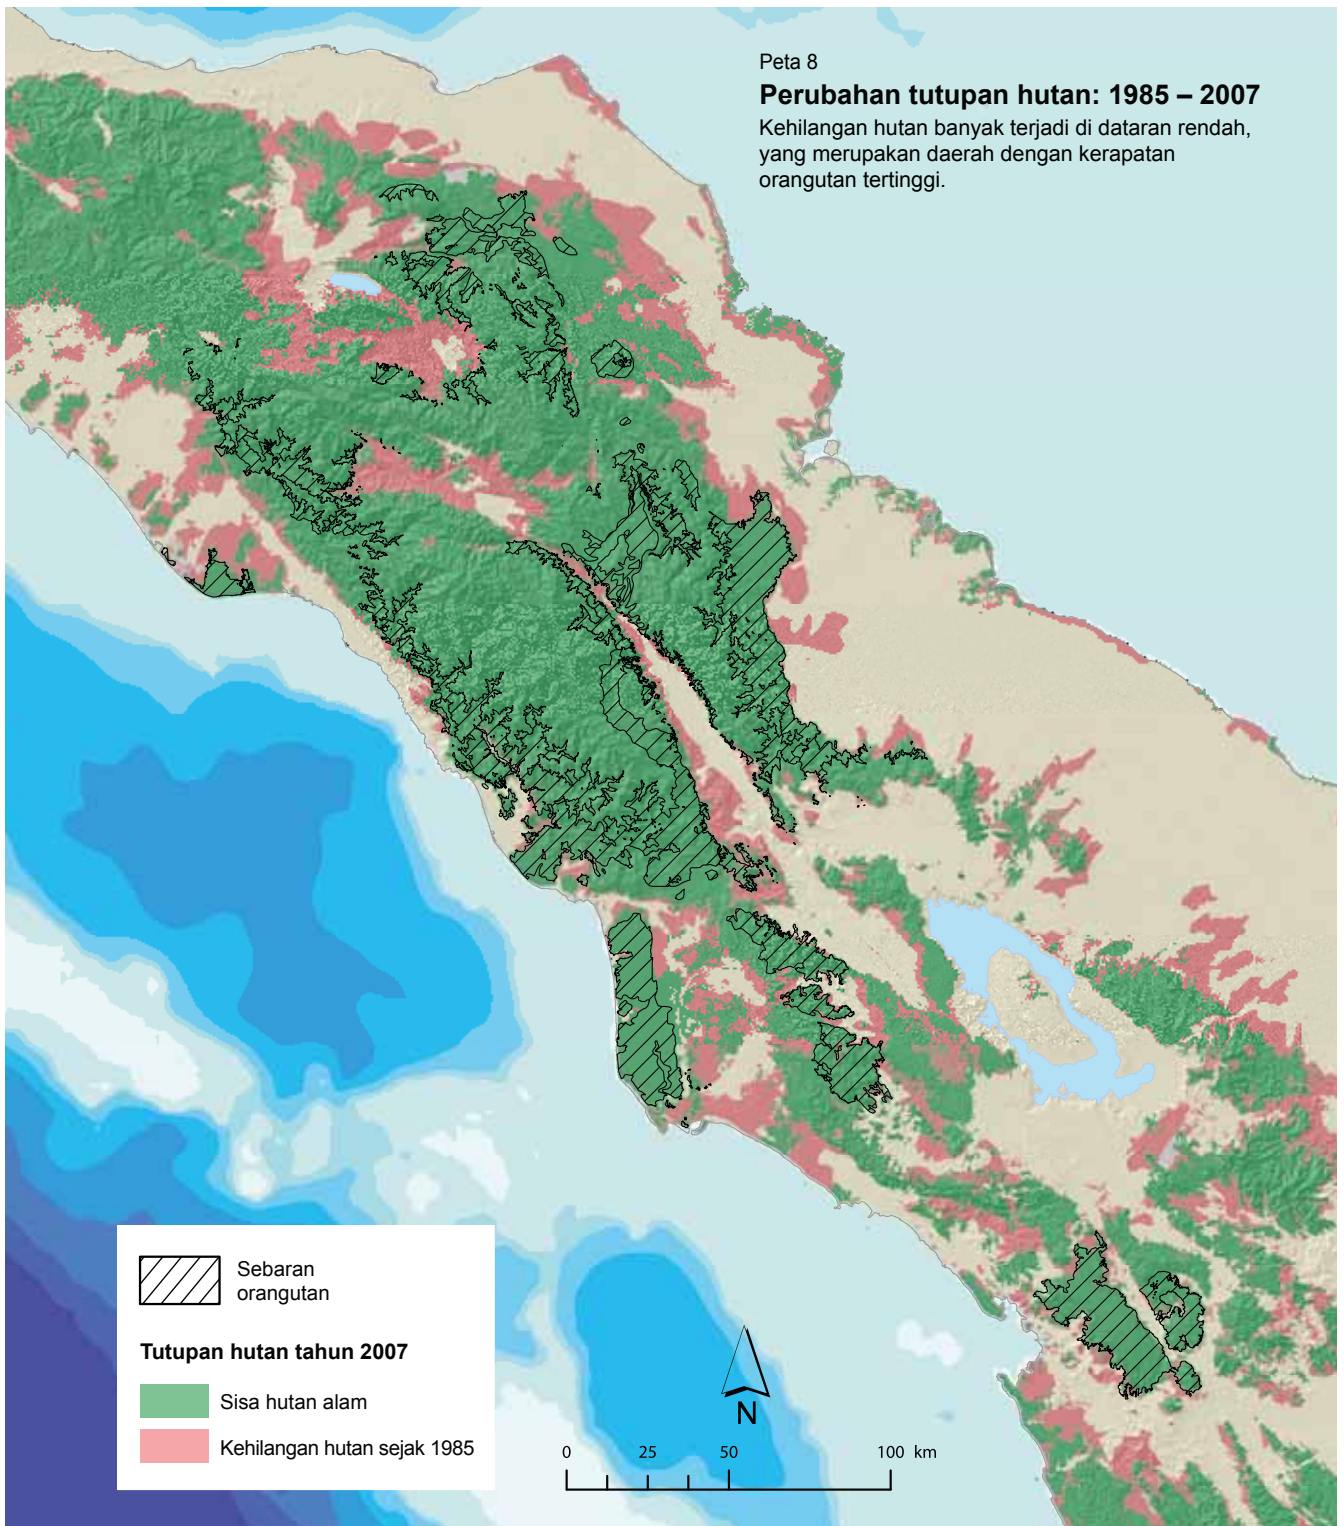 Peta 8
Perubahan tutupan hutan: 1985 – 2007
Kehilangan hutan banyak terjadi di dataran rendah,
yang merupakan daerah dengan kerapatan
orangutan tertinggi.
Sebaran
orangutan
Tutupan hutan tahun 2007
Sisa hutan alam
Kehilangan hutan sejak 1985
N
0 25 50 100 km